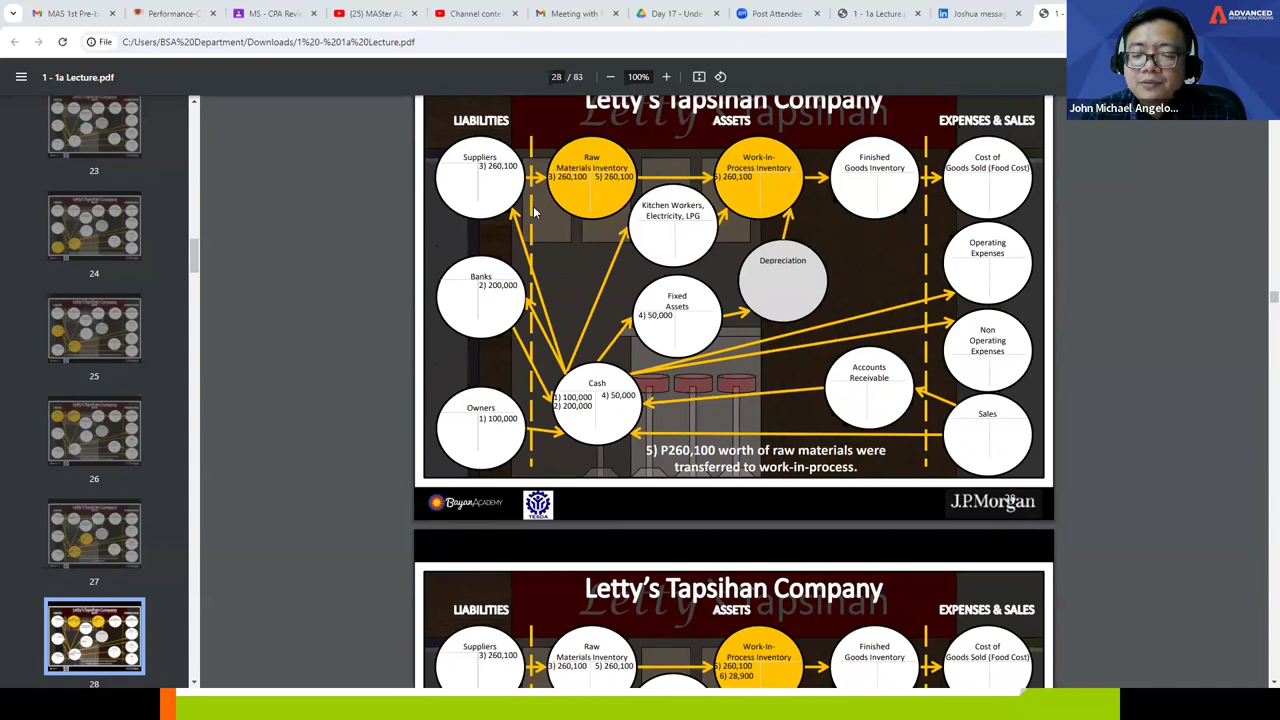 MAS 1st Pre-b
Performance-C
MS - CPA Revi
(25) MASter Ac
Channel conte
Meeting with
Day 17 - Unde
Post Attendee
1 - 1a Lecture.p
Joshua messag
1 -
File
C:/Users/BSA%20Department/Downloads/1%20-%201a%20Lecture.pdf
ADVANCED
REVIEW SOLUTIONS
John Michael Angelo...
1 - 1a Lecture.pdf
28 / 83
100%
23
24
25
26
27
28
Letty's Tapsihan Company
LIABILITIES
ASSETS
EXPENSES & SALES
Suppliers
3) 260,100
Raw
Materials Inventory
3) 260,100 5) 260,100
Work-In-
Process Inventory
5) 260,100
Finished
Goods Inventory
Cost of
Goods Sold (Food Cost)
Kitchen Workers,
Electricity, LPG
Operating
Expenses
Depreciation
Banks
2) 200,000
Fixed
Assets
4) 50,000
Non
Operating
Expenses
Accounts
Receivable
Cash
1) 100,000 4) 50,000
2) 200,000
Owners
1) 100,000
Sales
5) P260,100 worth of raw materials were
transferred to work-in-process.
BayanAcademy
TESDA
J.P.Morgan
28
Letty's Tapsihan Company
LIABILITIES
ASSETS
EXPENSES & SALES
Suppliers
3) 260,100
Raw
Materials Inventory
3) 260,100 5) 260,100
Work-In-
Process Inventory
5) 260,100
6) 28,900
Finished
Goods Inventory
Cost of
Goods Sold (Food Cost)